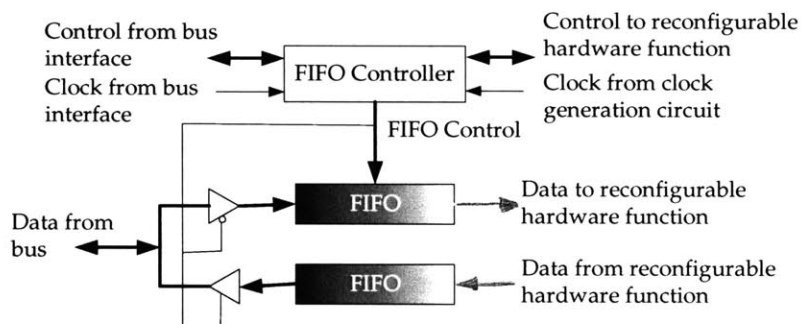 Control from bus
interface
Clock from bus
interface
FIFO Controller
Control to reconfigurable
hardware function
Clock from clock
generation circuit
FIFO Control
Data from
bus
FIFO
Data to reconfigurable
hardware function
FIFO
Data from reconfigurable
hardware function